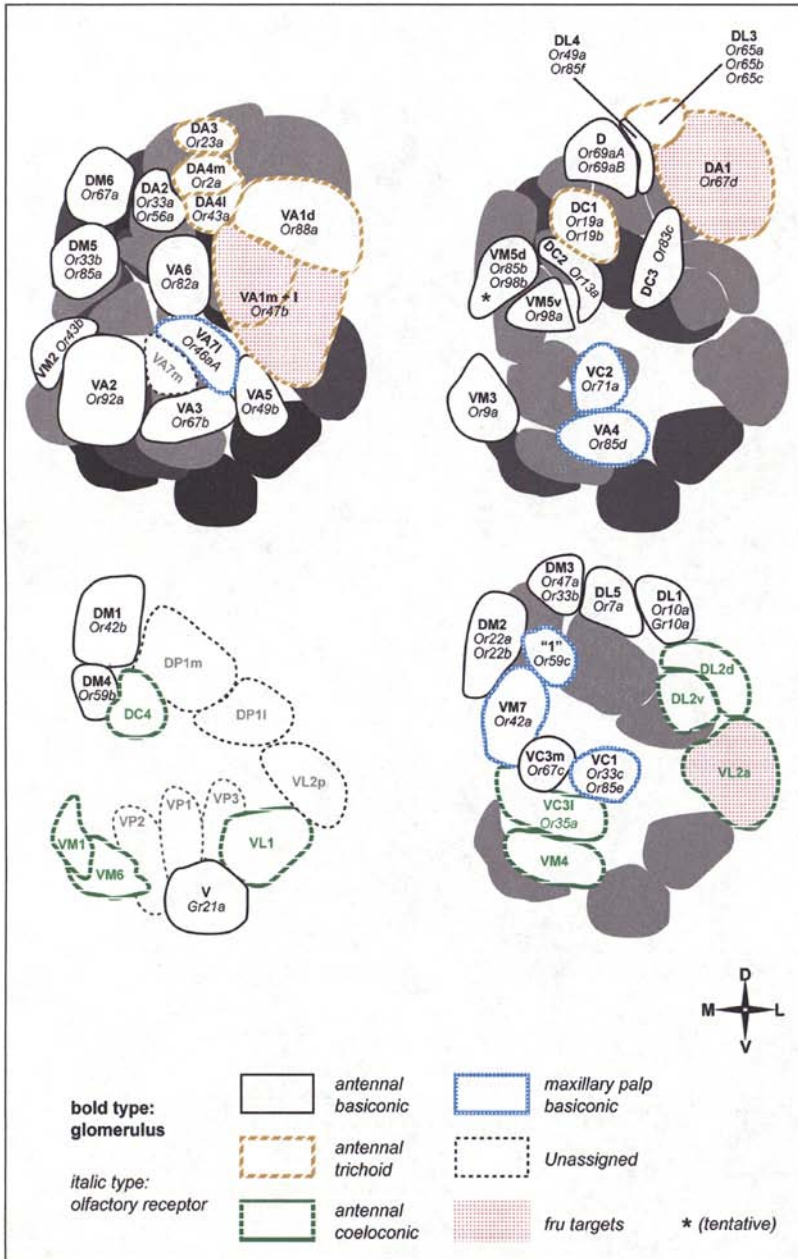 DL4
Or49a
Or85f
DL3
Or65a
Or65b
Or65c
DA3
Or23a
DA4m
Or2a
DA4l
Or43a
DM6
Or67a
DA2
Or33a
Or56a
VA1d
Or88a
DM5
Or33b
Or85a
VA6
Or82a
VA1m + l
Or47b
VM2 Or43b
VA7l
Or46aA
VA7m
VA2
Or92a
VA3
Or67b
VA5
Or49b
D
Or69aA
Or69aB
DA1
Or67d
DC1
Or19a
Or19b
DC2 Or13a
DC3 Or83c
VM5d
Or85b
Or98b
*
VM5v
Or98a
VC2
Or71a
VM3
Or9a
VA4
Or85d
DM1
Or42b
DP1m
DM4
Or59b
DC4
DP1l
VL2p
VP1
VP3
VP2
VM1
VM6
VL1
V
Gr21a
DM3
Or47a
Or33b
DL5
Or7a
DL1
Or10a
Gr10a
DM2
Or22a
Or22b
"1"
Or59c
DL2d
DL2v
VM7
Or42a
VC3m
Or67c
VC1
Or33c
Or85e
VL2a
VC3l
Or35a
VM4
D
M L
V
bold type:
glomerulus
italic type:
olfactory receptor
antennal
basiconic
antennal
trichoid
antennal
coeloconic
maxillary palp
basiconic
Unassigned
fru targets
* (tentative)